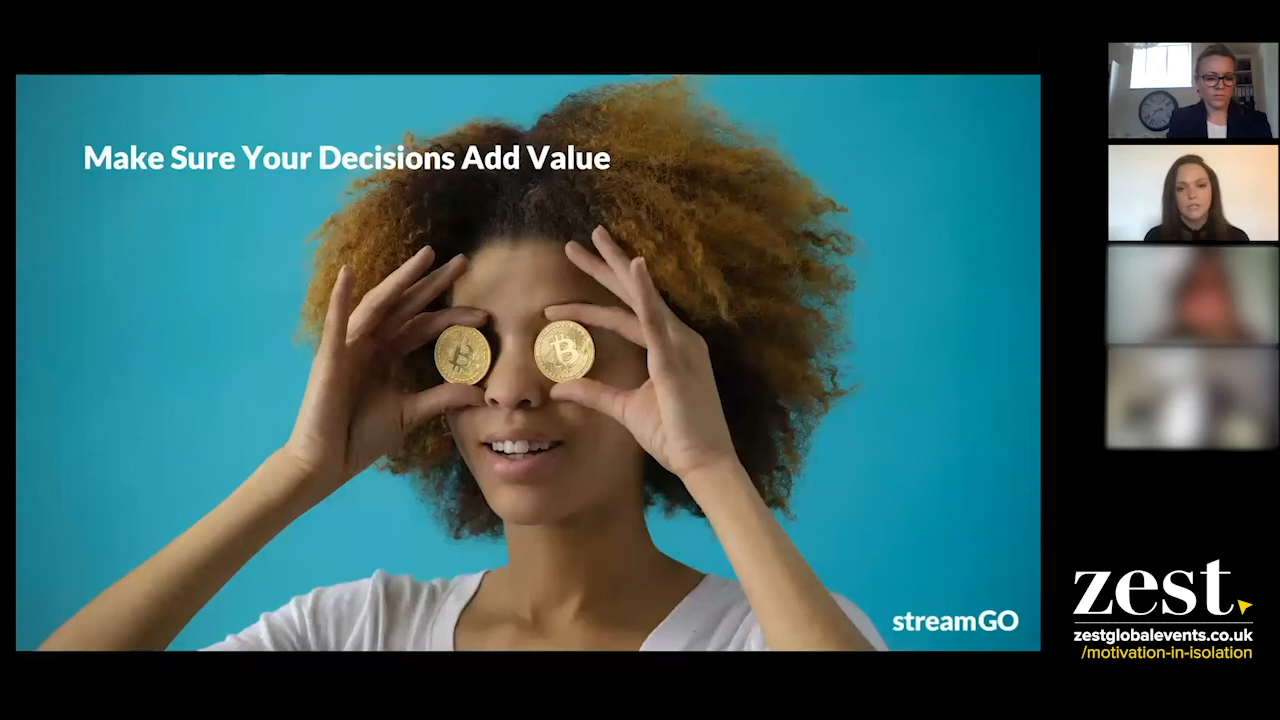 Make Sure Your Decisions Add Value
streamGO
zest.
zestglobalevents.co.uk
/motivation-in-isolation